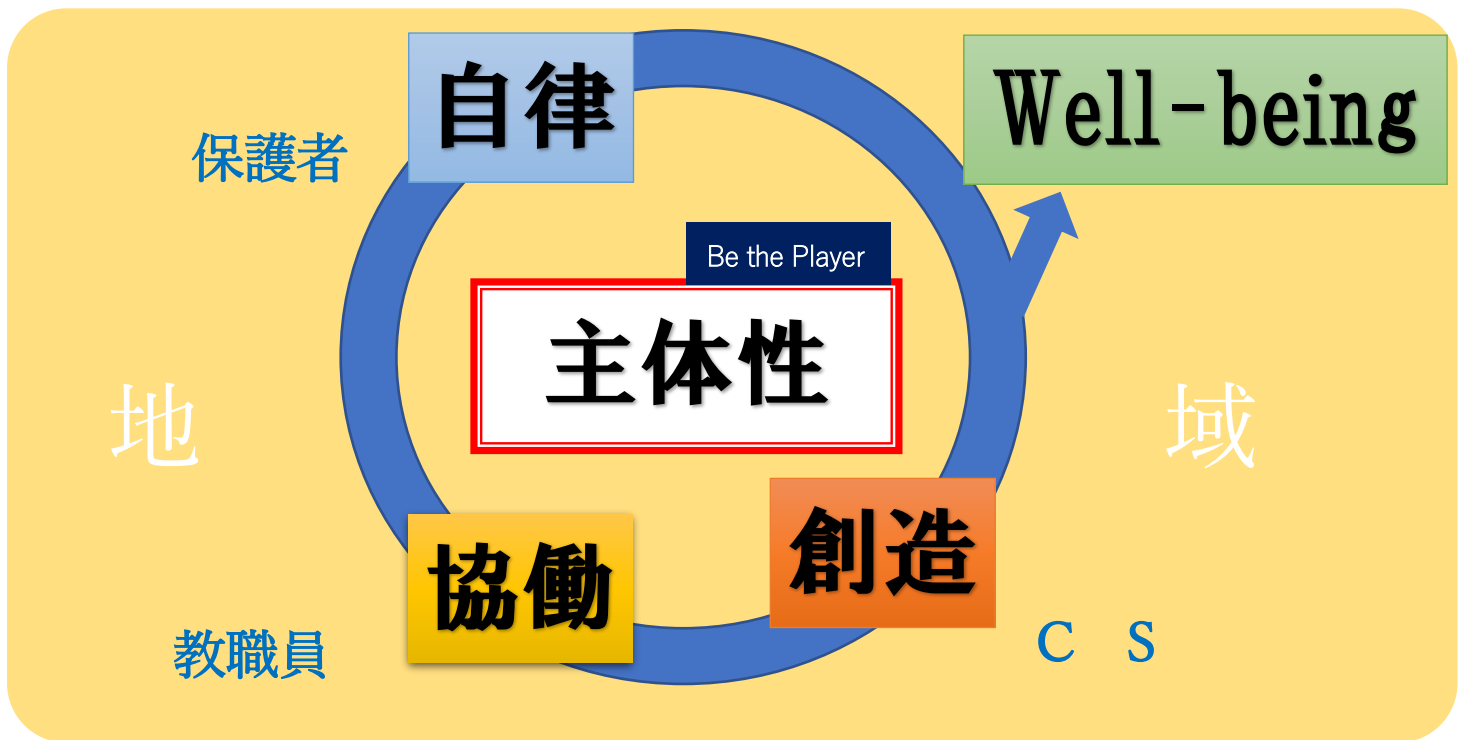 自律
Well-being
保護者
Be the Player
主体性
地　域
協働
創造
教職員
Ｃ　Ｓ